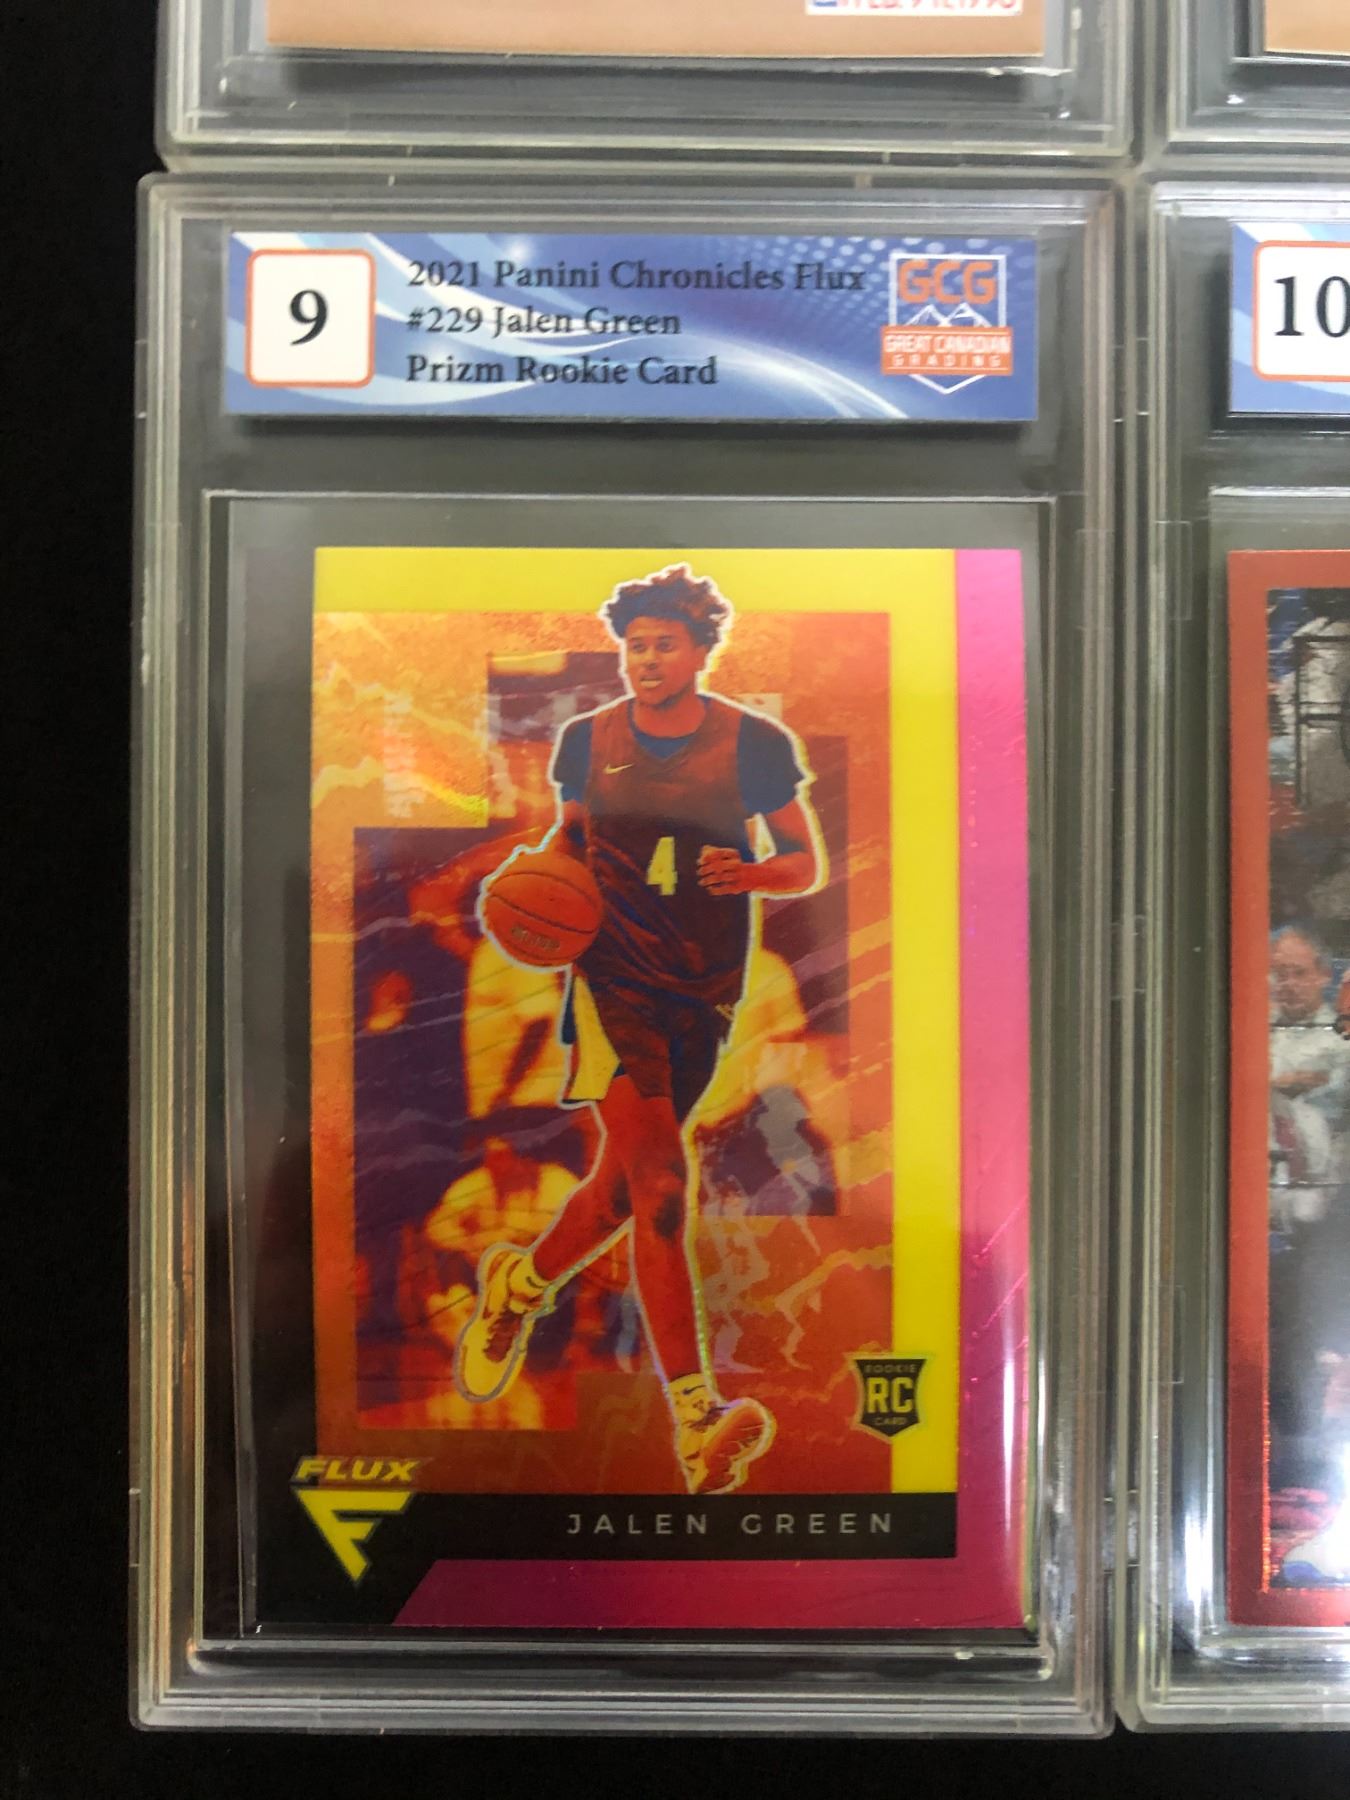 9
2021 Panini Chronicles Flux
#229 Jalen Green
Prizm Rookie Card
GCG
GREAT CANADIAN
GRADING
10
4
ROOKIE
RC
CARD
FLUX
F
JALEN GREEN